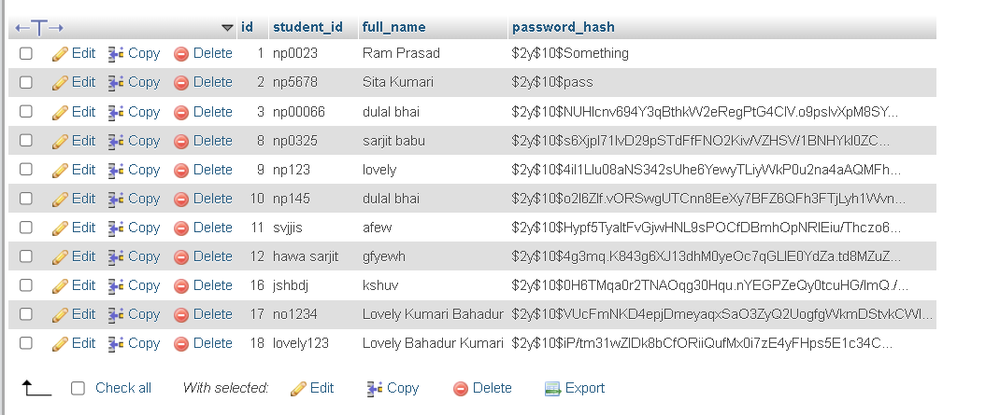 id student_id full_name password_hash
Edit Copy Delete 1 np0023 Ram Prasad $2y$10$Something
Edit Copy Delete 2 np5678 Sita Kumari $2y$10$pass
Edit Copy Delete 3 np00066 dulal bhai $2y$10$NUHlcnv694Y3qBthkW2eRegPtG4ClV.o9pslvXpM8SY...
Edit Copy Delete 8 np0325 sarjit babu $2y$10$s6Xjpl71lvD29pSTdFfFNO2Kiw/VZHSV/1BNHYkl0ZC...
Edit Copy Delete 9 np123 lovely $2y$10$4il1Llu08aNS342sUhe6YewyTLiyWkP0u2na4aAQMFh...
Edit Copy Delete 10 np145 dulal bhai $2y$10$o2l6Zlf.vORSwgUTCnn8EeXy7BFZ6QFh3FTjLyh1Wvn...
Edit Copy Delete 11 svjjis afew $2y$10$Hypf5TyaltFvGjwHNL9sPOCfDBmhOpNRlEiu/Thczo6...
Edit Copy Delete 12 hawa sarjit gfyewh $2y$10$4g3mq.K843g6XJ13dhM0yeOc7qGLlE0YdZa.td8MZuZ...
Edit Copy Delete 16 jshbdj kshuv $2y$10$0H6TMqa0r2TNAOqg30Hqu.nYEGPZeQy0tcuHG/lmQ./...
Edit Copy Delete 17 no1234 Lovely Kumari Bahadur $2y$10$VUcFmNKD4epjDmeyaqxSaO3ZyQ2UogfgWkmDStvkCWl...
Edit Copy Delete 18 lovely123 Lovely Bahadur Kumari $2y$10$iP/tm31wZlDk8bCfORiiQufMx0i7zE4yFHps5E1c34C...
Check all With selected: Edit Copy Delete Export